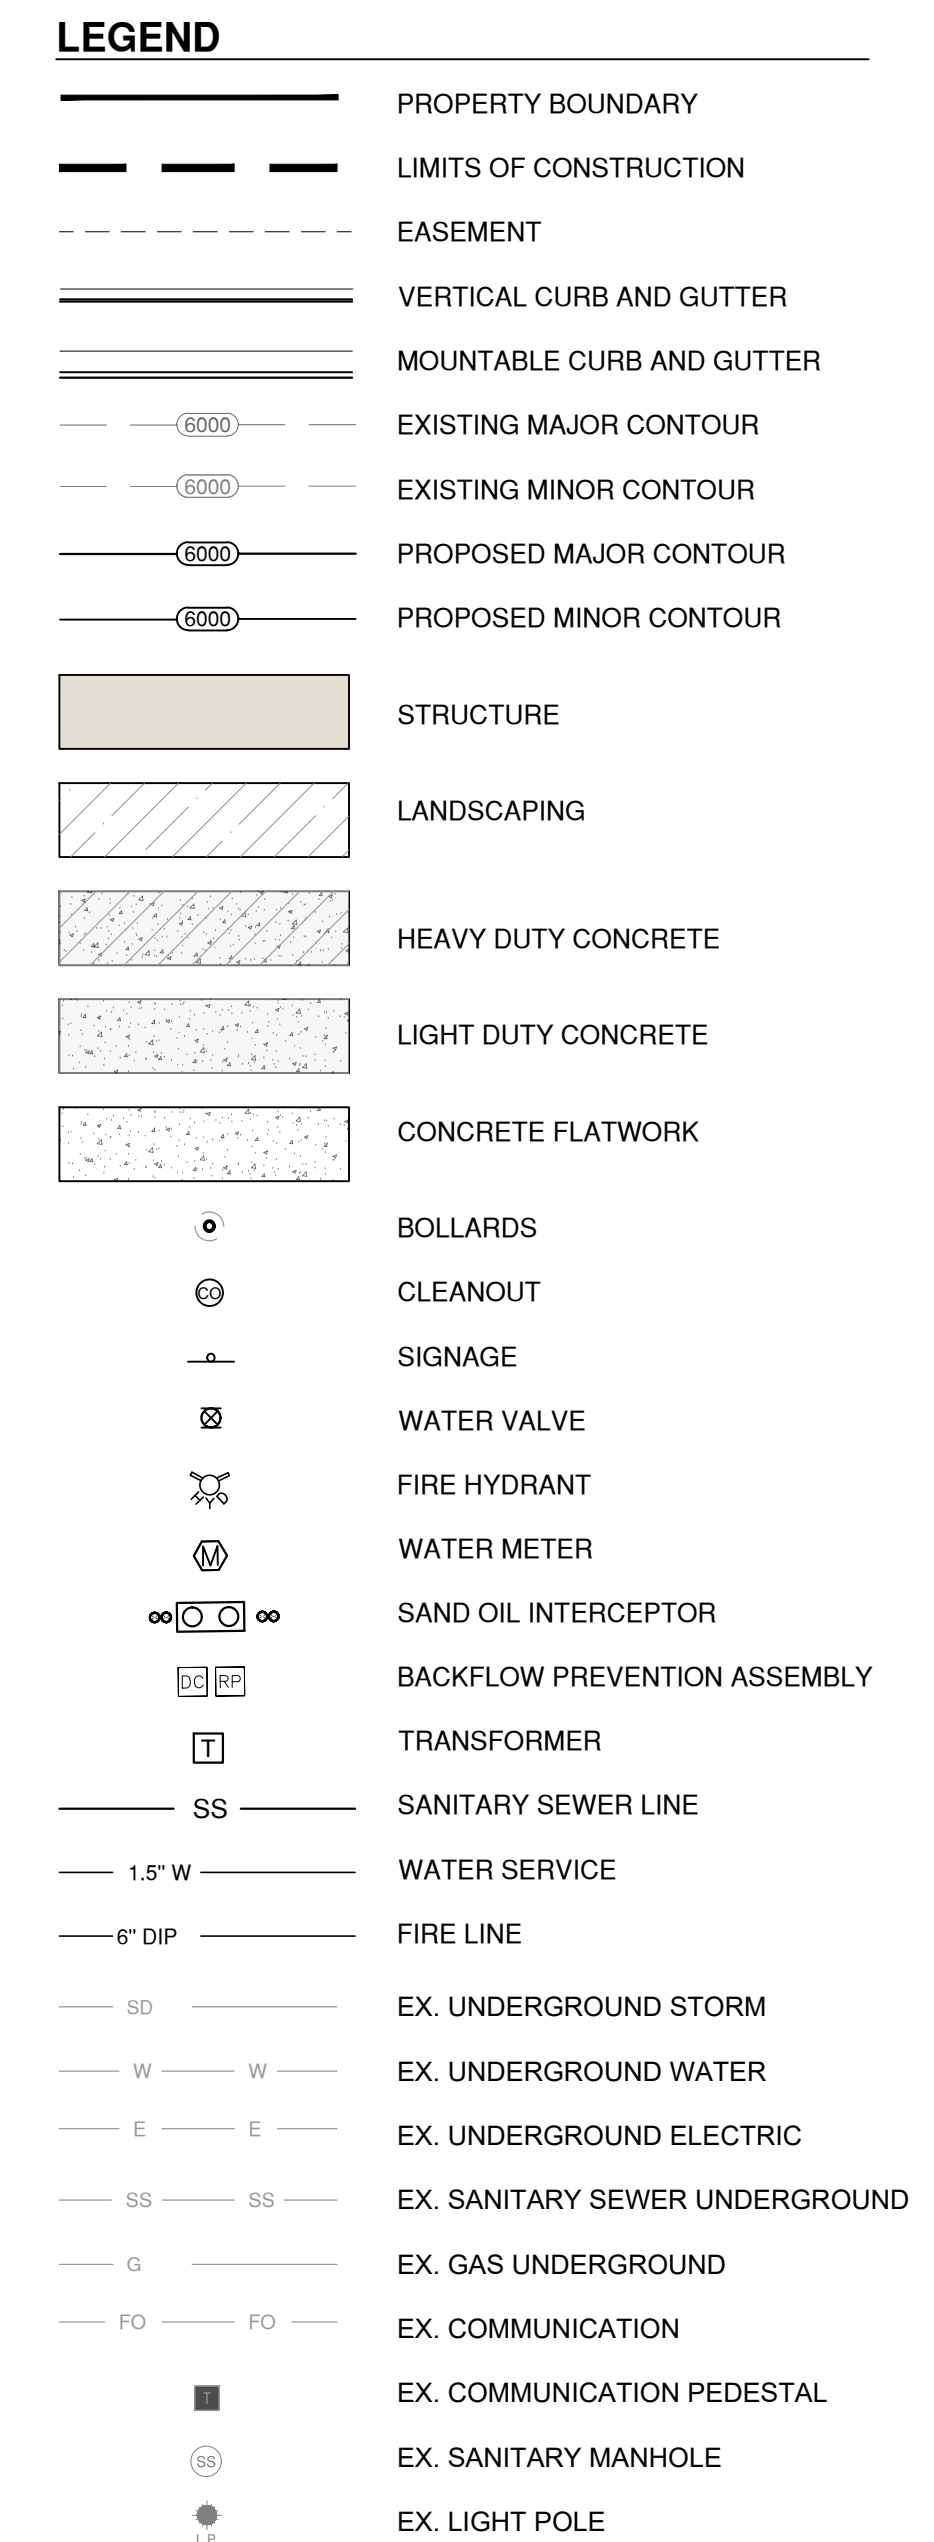 LEGEND
PROPERTY BOUNDARY
LIMITS OF CONSTRUCTION
EASEMENT
VERTICAL CURB AND GUTTER
MOUNTABLE CURB AND GUTTER
6000 EXISTING MAJOR CONTOUR
6000 EXISTING MINOR CONTOUR
6000 PROPOSED MAJOR CONTOUR
6000 PROPOSED MINOR CONTOUR
STRUCTURE
LANDSCAPING
HEAVY DUTY CONCRETE
LIGHT DUTY CONCRETE
CONCRETE FLATWORK
BOLLARDS
CO CLEANOUT
SIGNAGE
WATER VALVE
HYD FIRE HYDRANT
M WATER METER
SAND OIL INTERCEPTOR
DC RP BACKFLOW PREVENTION ASSEMBLY
T TRANSFORMER
SS SANITARY SEWER LINE
1.5" W WATER SERVICE
6" DIP FIRE LINE
SD EX. UNDERGROUND STORM
W W EX. UNDERGROUND WATER
E E EX. UNDERGROUND ELECTRIC
SS SS EX. SANITARY SEWER UNDERGROUND
G EX. GAS UNDERGROUND
FO FO EX. COMMUNICATION
T EX. COMMUNICATION PEDESTAL
SS EX. SANITARY MANHOLE
EX. LIGHT POLE
LP